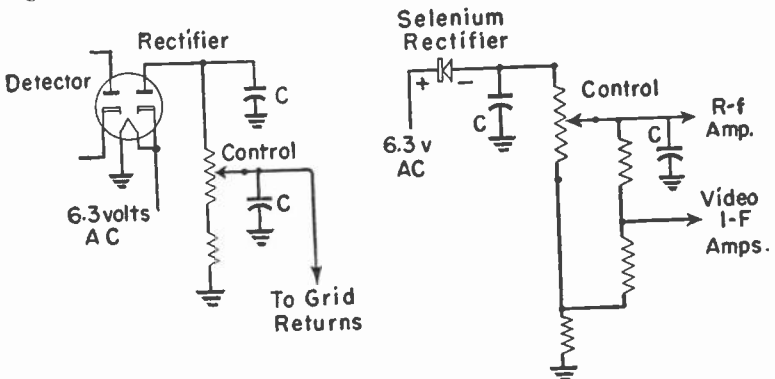 Rectifier
Detector
C
Control
C
6.3 volts
A C
To Grid
Returns
Selenium
Rectifier
+ -
C
Control
6.3 v
AC
C
R-f
Amp.
Video
I-F
Amps.